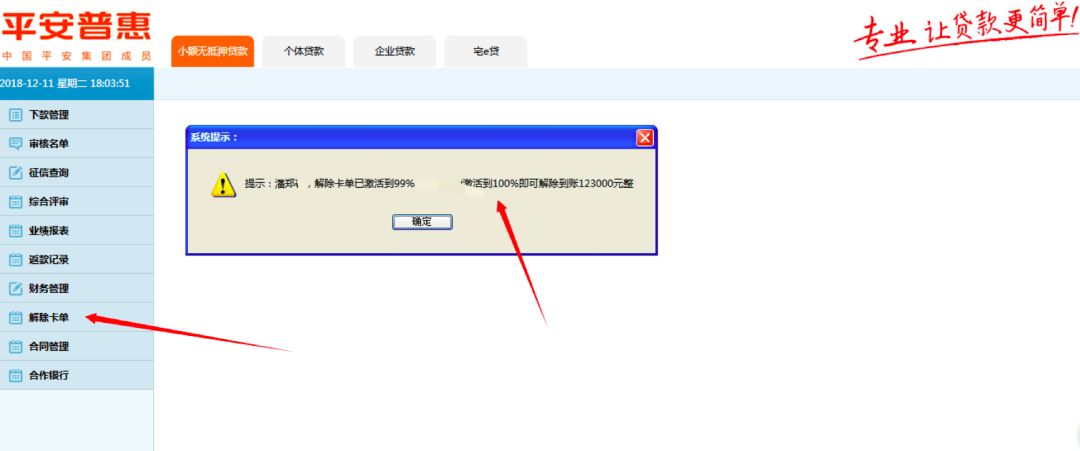 平安普惠
中国平安集团成员
小额无抵押贷款
个体贷款
企业贷款
宅e贷
专业 让贷款更简单!
2018-12-11 星期二 18:03:51
下款管理
审核名单
征信查询
综合评审
业绩报表
返款记录
财务管理
解除卡单
合同管理
合作银行
系统提示：
提示：潘郑 ，解除卡单已激活到99% 激活到100%即可解除到账123000元整
确定